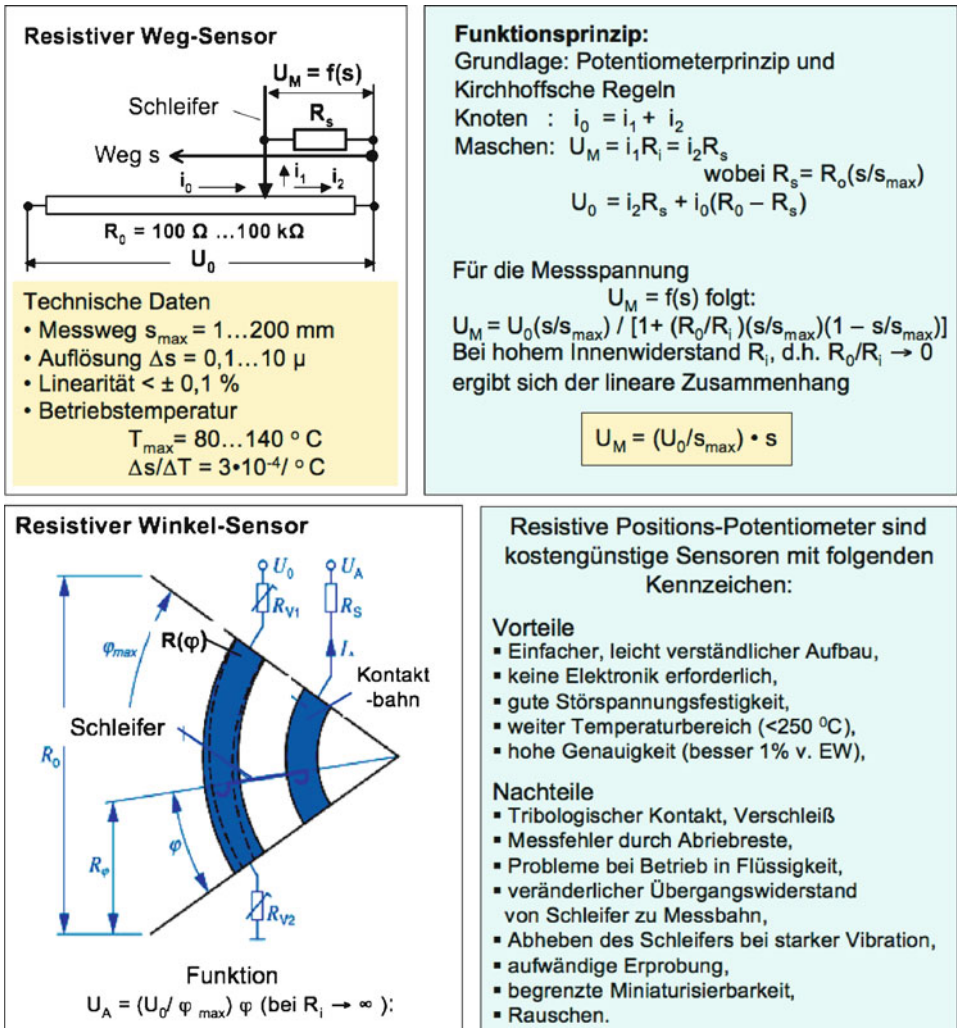 Resistiver Weg-Sensor
U_M = f(s)
Schleifer
R_s
Weg s
i_0
i_1
i_2
R_0 = 100 Ω ...100 kΩ
U_0
Technische Daten
• Messweg s_max = 1...200 mm
• Auflösung Δs = 0,1...10 µ
• Linearität < ± 0,1 %
• Betriebstemperatur
T_max = 80...140 ° C
Δs/ΔT = 3•10^-4/ ° C
Funktionsprinzip:
Grundlage: Potentiometerprinzip und
Kirchhoffsche Regeln
Knoten : i_0 = i_1 + i_2
Maschen: U_M = i_1R_i = i_2R_s
wobei R_s = R_o(s/s_max)
U_0 = i_2R_s + i_0(R_0 – R_s)
Für die Messspannung
U_M = f(s) folgt:
U_M = U_0(s/s_max) / [1+ (R_0/R_i )(s/s_max)(1 – s/s_max)]
Bei hohem Innenwiderstand R_i, d.h. R_0/R_i → 0
ergibt sich der lineare Zusammenhang
U_M = (U_0/s_max) • s
Resistiver Winkel-Sensor
U_0
U_A
R_V1
R_S
φ_max
R(φ)
I_A
Kontakt
-bahn
Schleifer
R_0
φ
R_φ
R_V2
Funktion
U_A = (U_0/ φ_max) φ (bei R_i → ∞ ):
Resistive Positions-Potentiometer sind
kostengünstige Sensoren mit folgenden
Kennzeichen:
Vorteile
▪ Einfacher, leicht verständlicher Aufbau,
▪ keine Elektronik erforderlich,
▪ gute Störspannungsfestigkeit,
▪ weiter Temperaturbereich (<250 ⁰C),
▪ hohe Genauigkeit (besser 1% v. EW),
Nachteile
▪ Tribologischer Kontakt, Verschleiß
▪ Messfehler durch Abriebreste,
▪ Probleme bei Betrieb in Flüssigkeit,
▪ veränderlicher Übergangswiderstand
von Schleifer zu Messbahn,
▪ Abheben des Schleifers bei starker Vibration,
▪ aufwändige Erprobung,
▪ begrenzte Miniaturisierbarkeit,
▪ Rauschen.